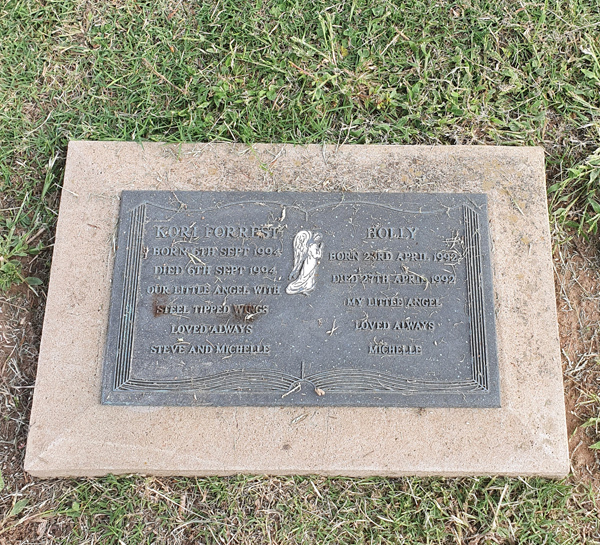 KORI FORREST
BORN 5TH SEPT 1994
DIED 6TH SEPT 1994
OUR LITTLE ANGEL WITH
STEEL TIPPED WINGS
LOVED ALWAYS
STEVE AND MICHELLE
HOLLY
BORN 23RD APRIL 1992
DIED 27TH APRIL 1992
MY LITTLE ANGEL
LOVED ALWAYS
MICHELLE